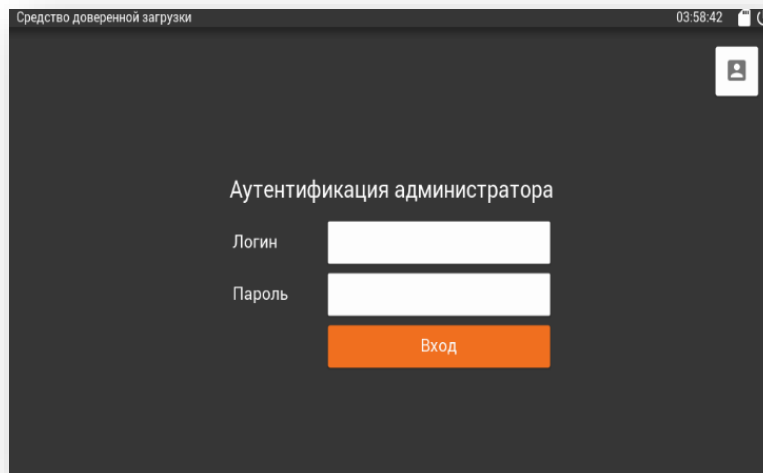 Средство доверенной загрузки 03:58:42
Аутентификация администратора
Логин
Пароль
Вход